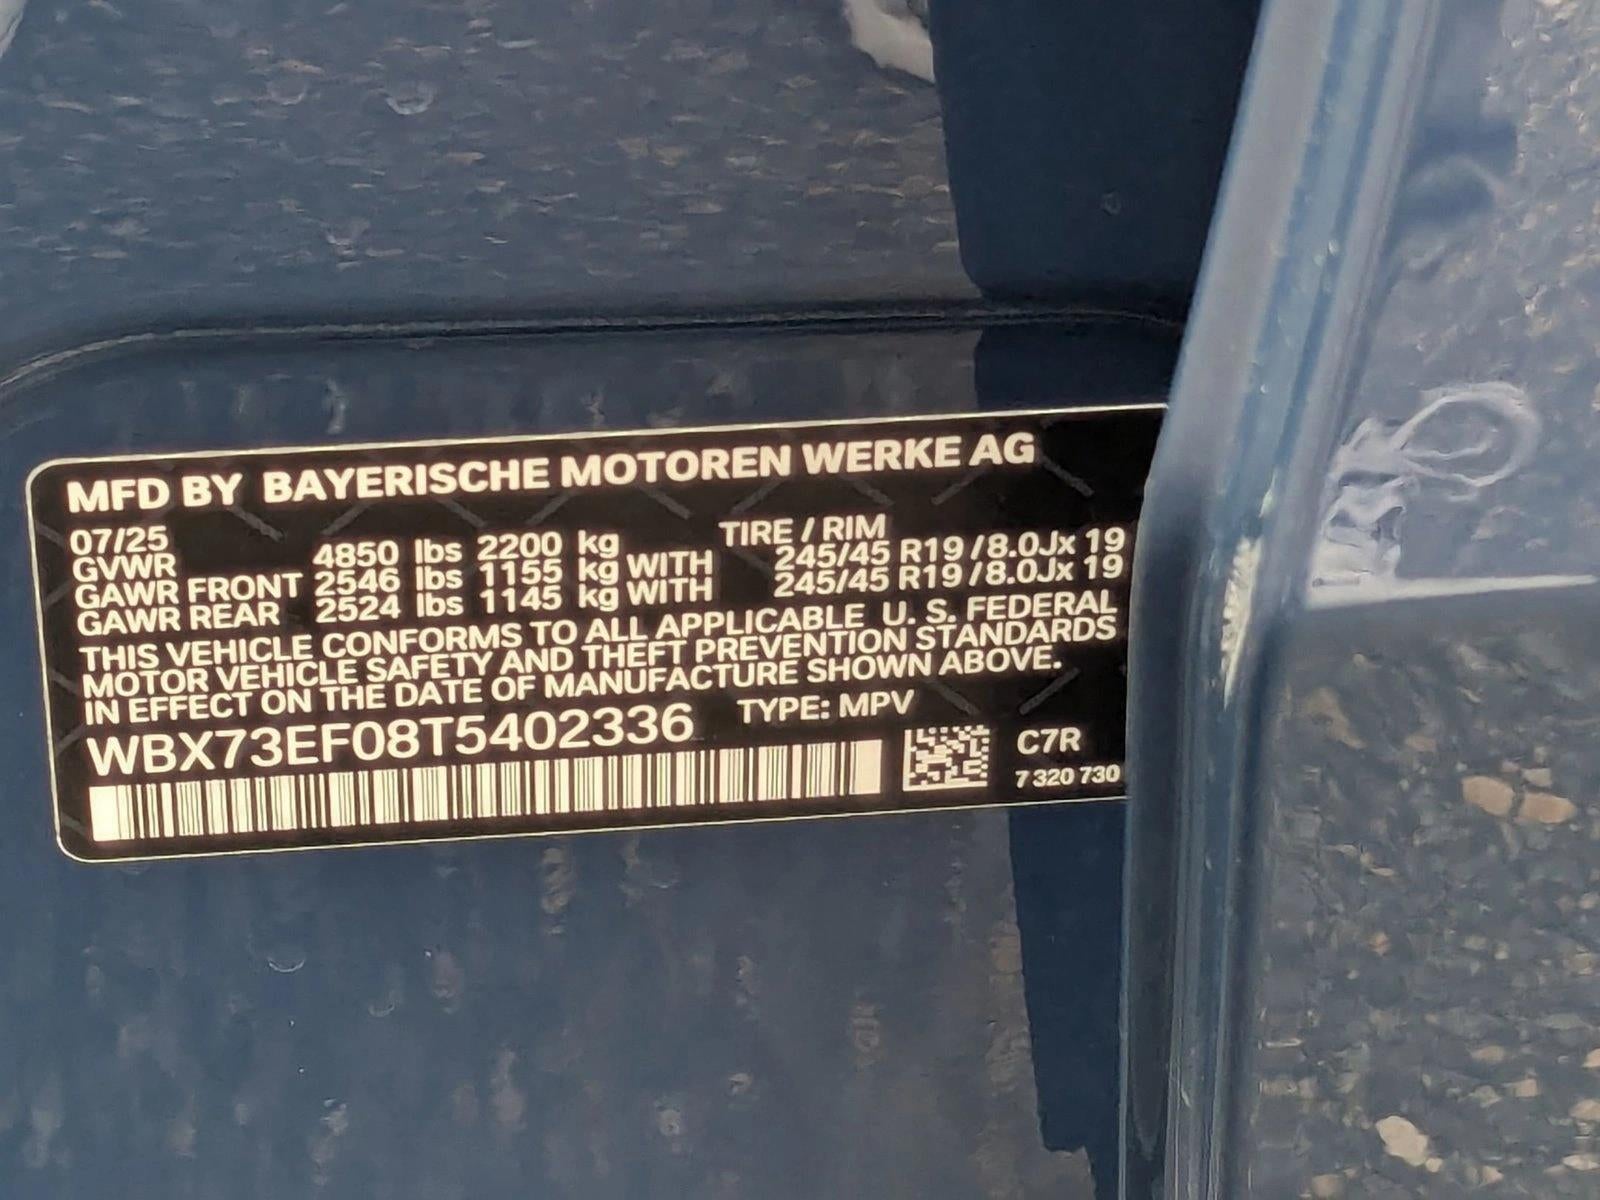 MFD BY BAYERISCHE MOTOREN WERKE AG
07/25 TIRE / RIM
GVWR 4850 lbs 2200 kg
GAWR FRONT 2546 lbs 1155 kg WITH 245/45 R19 / 8.0Jx 19
GAWR REAR 2524 lbs 1145 kg WITH 245/45 R19 / 8.0Jx 19
THIS VEHICLE CONFORMS TO ALL APPLICABLE U. S. FEDERAL
MOTOR VEHICLE SAFETY AND THEFT PREVENTION STANDARDS
IN EFFECT ON THE DATE OF MANUFACTURE SHOWN ABOVE.
WBX73EF08T5402336 TYPE: MPV
C7R
7 320 730